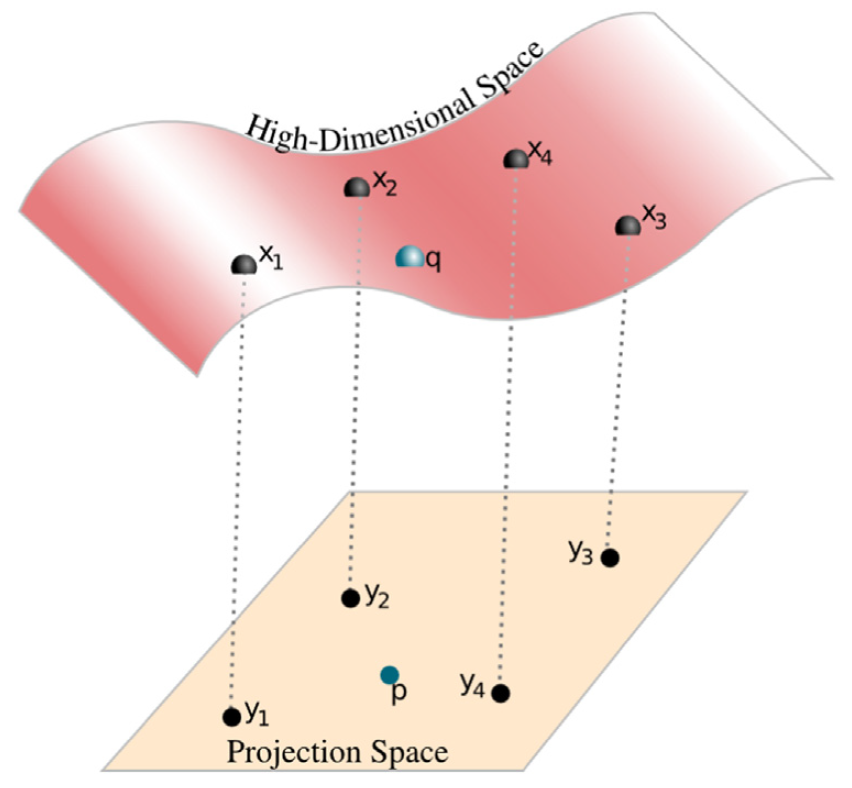 High-Dimensional Space
x4
x2
x3
x1
q
y3
y2
y4
p
y1
Projection Space